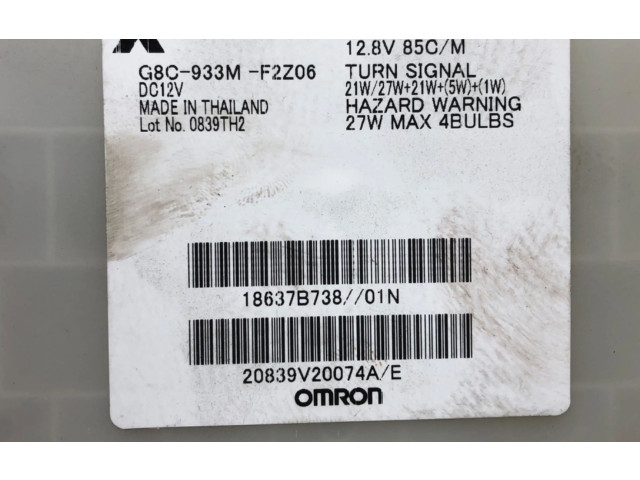 G8C-933M -F2Z06
DC12V
MADE IN THAILAND
Lot No. 0839TH2
12.8V 85C/M
TURN SIGNAL
21W/27W+21W+(5W)+(1W)
HAZARD WARNING
27W MAX 4BULBS
18637B738//01N
20839V20074A/E
OMRON